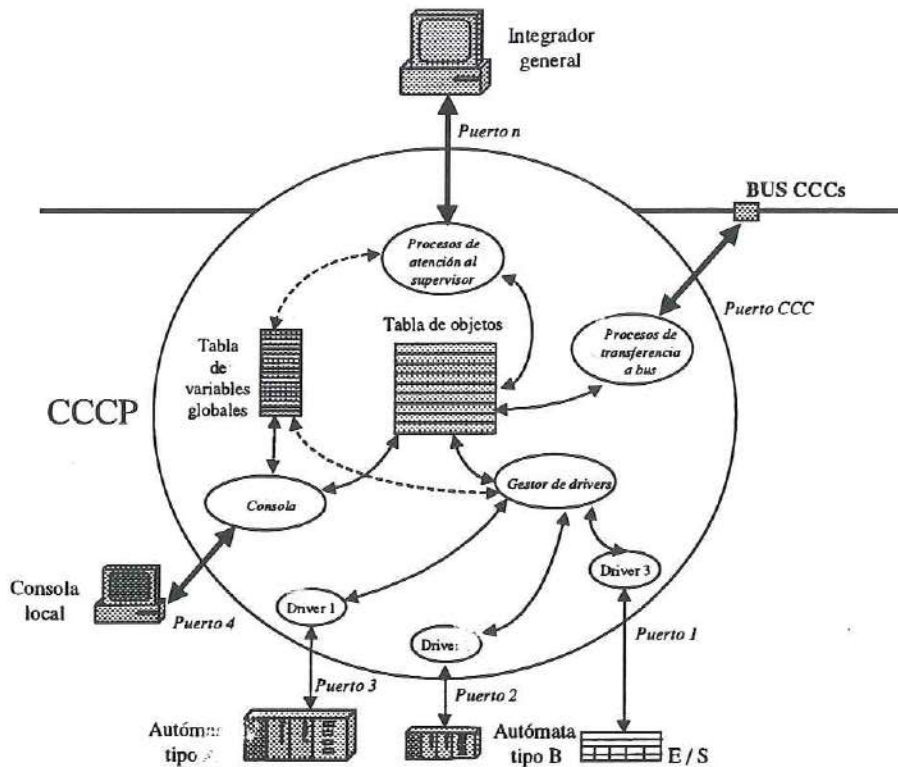 Integrador
general
Puerto n
BUS CCCs
Procesos de
atención al
supervisor
Puerto CCC
Tabla de objetos
Procesos de
transferencia
a bus
Tabla
de
variables
globales
CCCP
Gestor de drivers
Consola
Consola
local
Puerto 4
Driver 1
Driver 3
Puerto 1
Puerto 3
Puerto 2
tipo
Autómata
tipo B
E / S